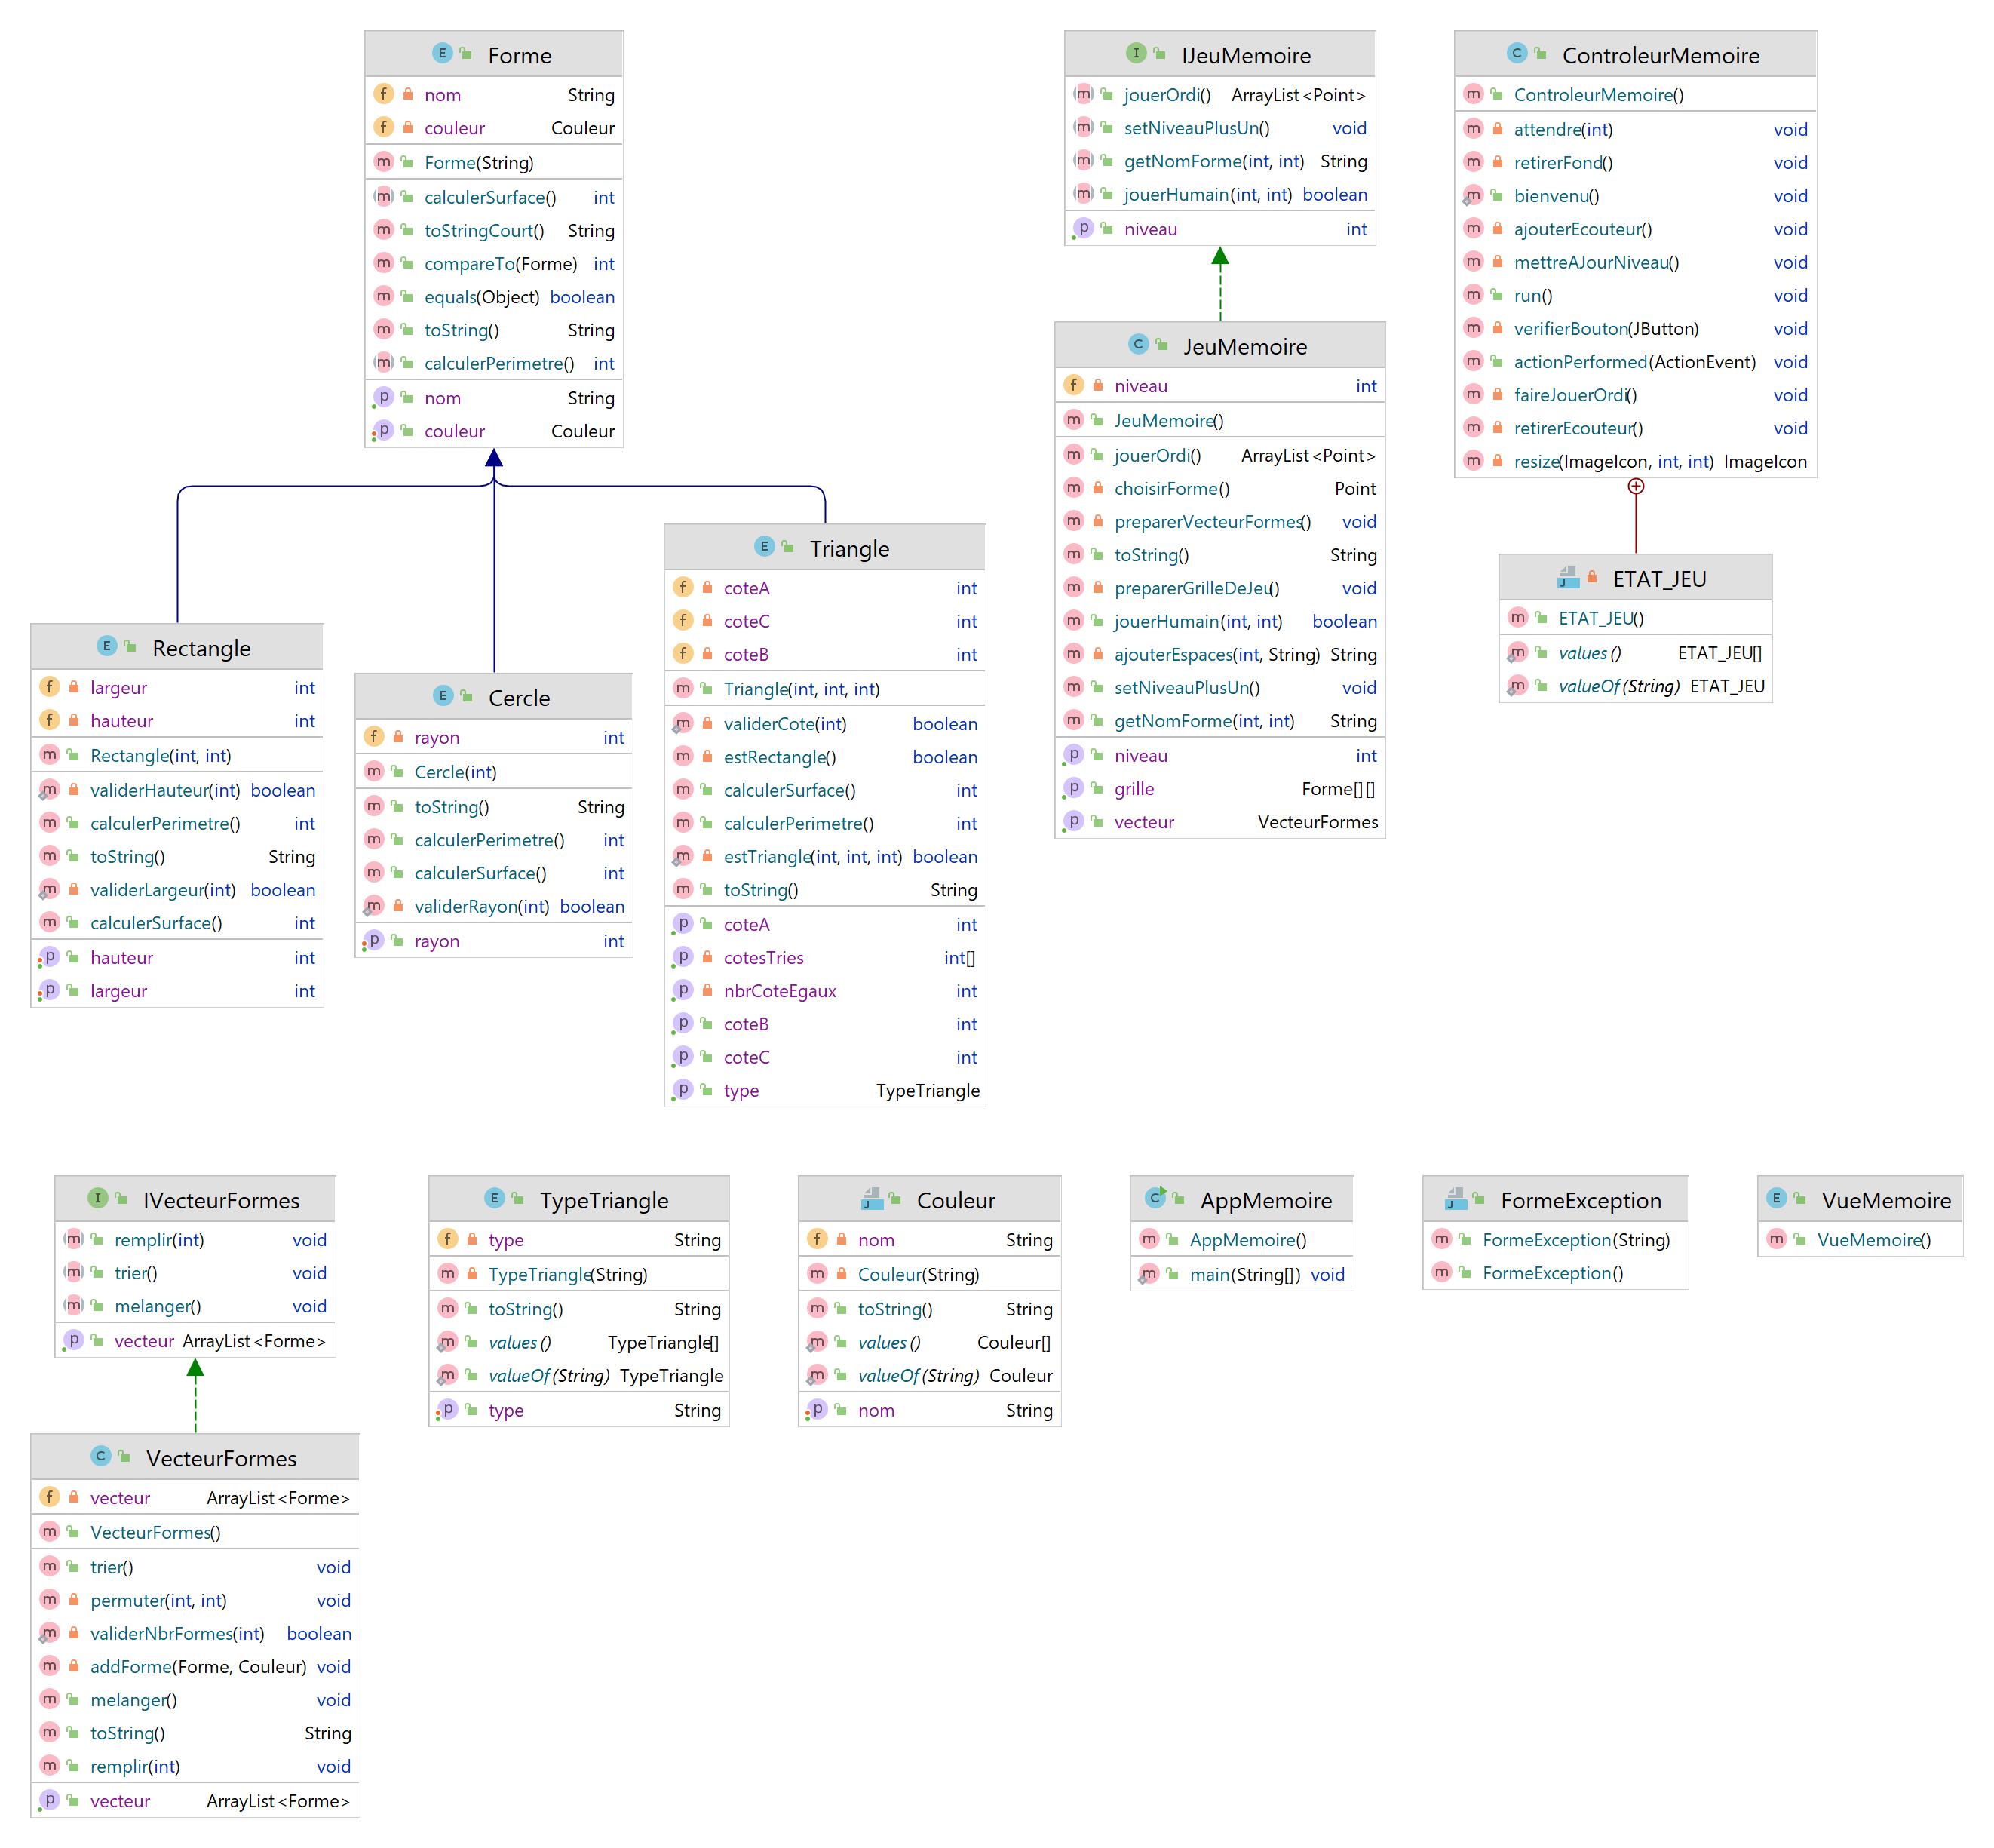 Forme
nom String
couleur Couleur
Forme(String)
calculerSurface() int
toStringCourt() String
compareTo(Forme) int
equals(Object) boolean
toString() String
calculerPerimetre() int
nom String
couleur Couleur
IJeuMemoire
jouerOrdi() ArrayList<Point>
setNiveauPlusUn() void
getNomForme(int, int) String
jouerHumain(int, int) boolean
niveau int
ControleurMemoire
ControleurMemoire()
attendre(int) void
retirerFond() void
bienvenu() void
ajouterEcouteur() void
mettreAJourNiveau() void
run() void
verifierBouton(JButton) void
actionPerformed(ActionEvent) void
faireJouerOrdi() void
retirerEcouteur() void
resize(ImageIcon, int, int) ImageIcon
JeuMemoire
niveau int
JeuMemoire()
jouerOrdi() ArrayList<Point>
choisirForme() Point
preparerVecteurFormes() void
toString() String
preparerGrilleDeJeu() void
jouerHumain(int, int) boolean
ajouterEspaces(int, String) String
setNiveauPlusUn() void
getNomForme(int, int) String
niveau int
grille Forme[][]
vecteur VecteurFormes
ETAT_JEU
ETAT_JEU()
values() ETAT_JEU[]
valueOf(String) ETAT_JEU
Rectangle
largeur int
hauteur int
Rectangle(int, int)
validerHauteur(int) boolean
calculerPerimetre() int
toString() String
validerLargeur(int) boolean
calculerSurface() int
hauteur int
largeur int
Cercle
rayon int
Cercle(int)
toString() String
calculerPerimetre() int
calculerSurface() int
validerRayon(int) boolean
rayon int
Triangle
coteA int
coteC int
coteB int
Triangle(int, int, int)
validerCote(int) boolean
estRectangle() boolean
calculerSurface() int
calculerPerimetre() int
estTriangle(int, int, int) boolean
toString() String
coteA int
cotesTries int[]
nbrCoteEgaux int
coteB int
coteC int
type TypeTriangle
IVecteurFormes
remplir(int) void
trier() void
melanger() void
vecteur ArrayList<Forme>
TypeTriangle
type String
TypeTriangle(String)
toString() String
values() TypeTriangle[]
valueOf(String) TypeTriangle
type String
Couleur
nom String
Couleur(String)
toString() String
values() Couleur[]
valueOf(String) Couleur
nom String
AppMemoire
AppMemoire()
main(String[]) void
FormeException
FormeException(String)
FormeException()
VueMemoire
VueMemoire()
VecteurFormes
vecteur ArrayList<Forme>
VecteurFormes()
trier() void
permuter(int, int) void
validerNbrFormes(int) boolean
addForme(Forme, Couleur) void
melanger() void
toString() String
remplir(int) void
vecteur ArrayList<Forme>